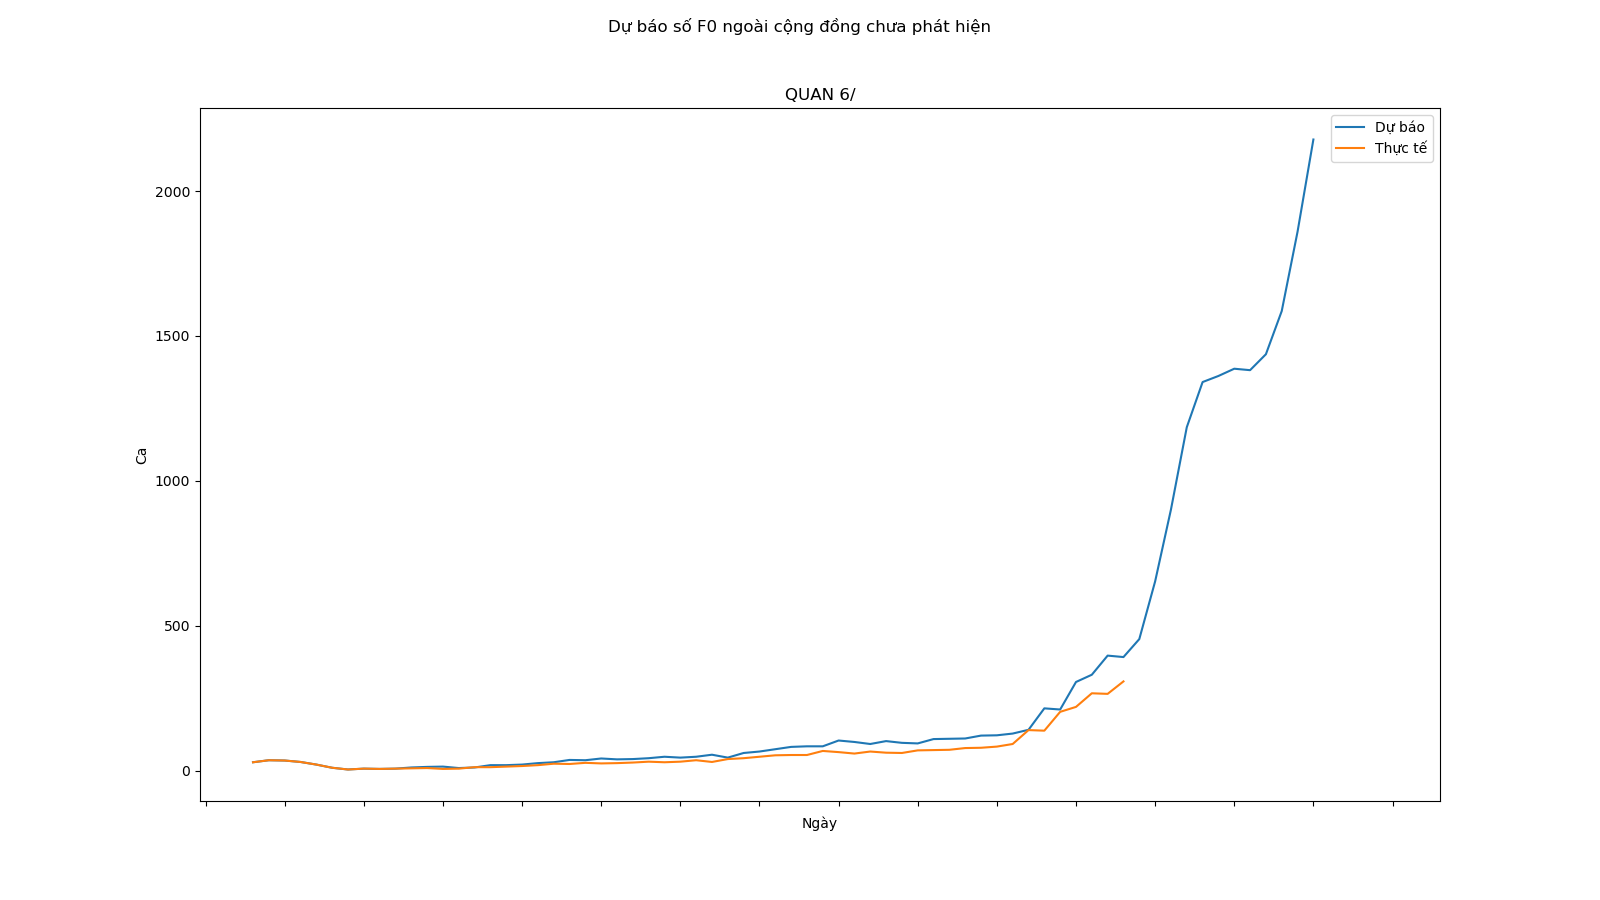 Dự báo số F0 ngoài cộng đồng chưa phát hiện
QUAN 6/
Dự báo
Thực tế
2000
1500
1000
500
0
Ca
Ngày